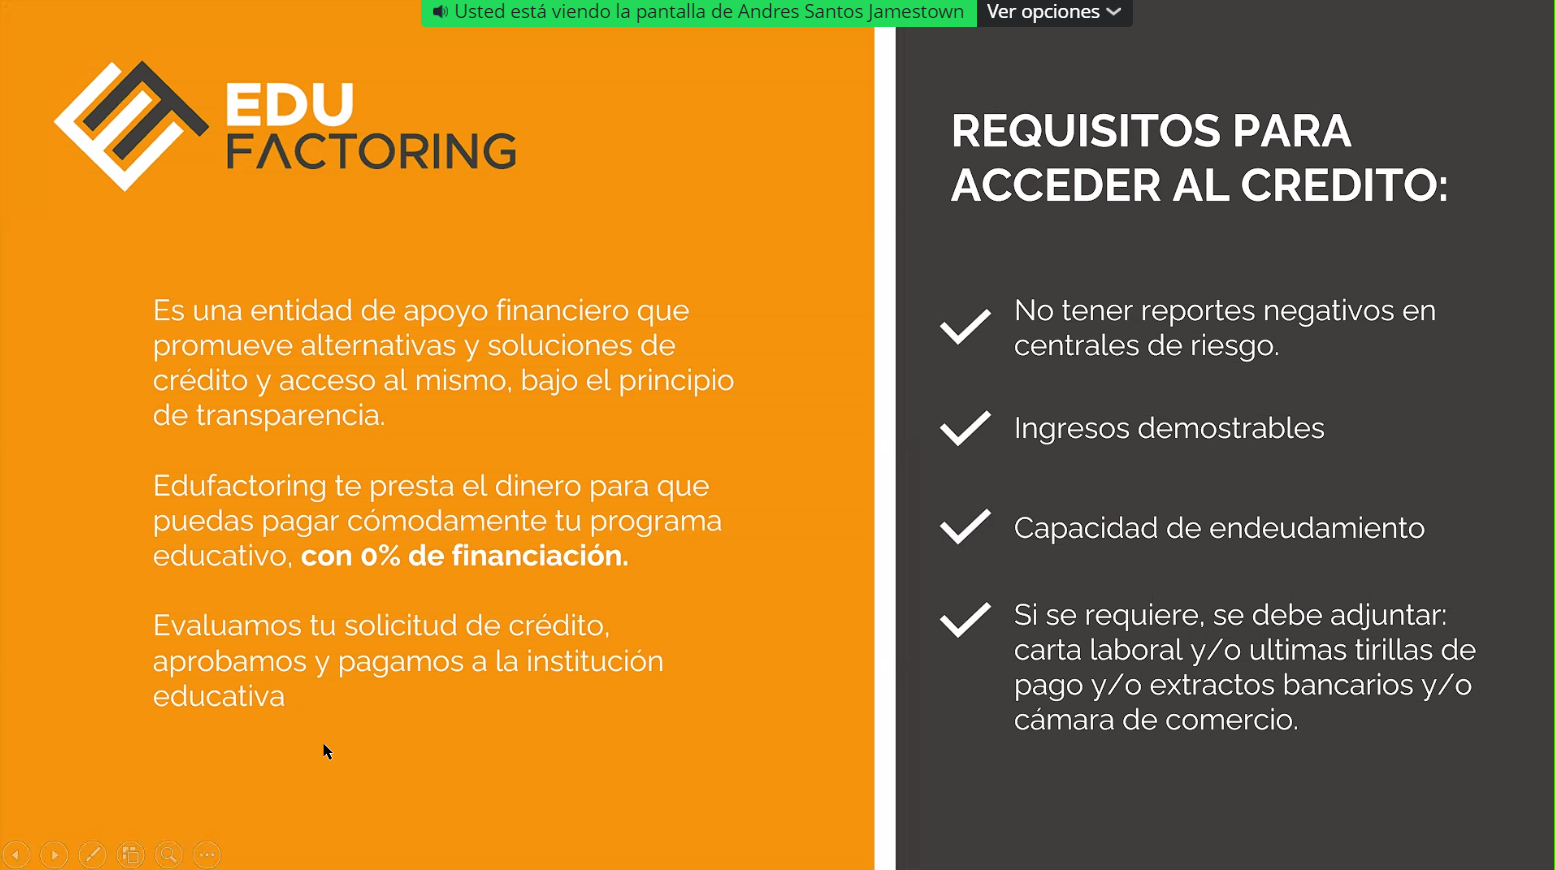 Usted está viendo la pantalla de Andres Santos Jamestown
Ver opciones
EDU
FACTORING
Es una entidad de apoyo financiero que
promueve alternativas y soluciones de
crédito y acceso al mismo, bajo el principio
de transparencia.
Edufactoring te presta el dinero para que
puedas pagar cómodamente tu programa
educativo, con 0% de financiación.
Evaluamos tu solicitud de crédito,
aprobamos y pagamos a la institución
educativa
REQUISITOS PARA
ACCEDER AL CREDITO:
No tener reportes negativos en
centrales de riesgo.
Ingresos demostrables
Capacidad de endeudamiento
Si se requiere, se debe adjuntar:
carta laboral y/o ultimas tirillas de
pago y/o extractos bancarios y/o
cámara de comercio.